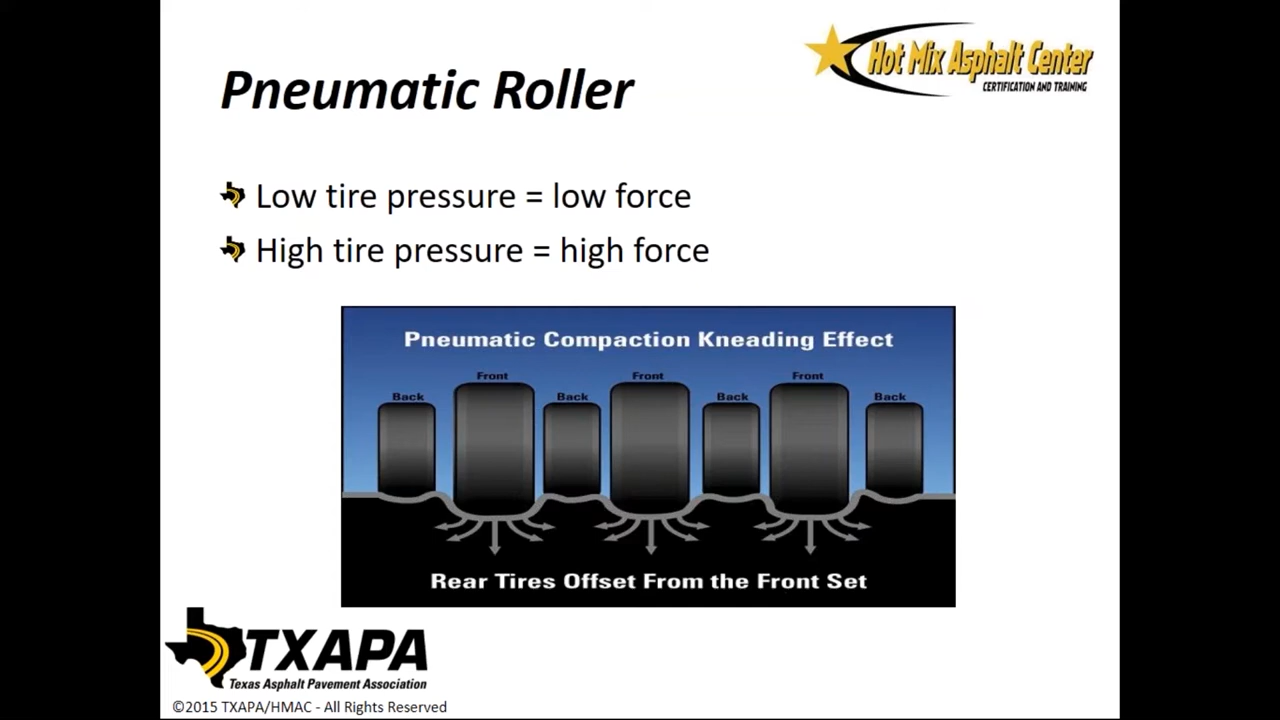 Hot Mix Asphalt Center
CERTIFICATION AND TRAINING
Pneumatic Roller
Low tire pressure = low force
High tire pressure = high force
Pneumatic Compaction Kneading Effect
Front Front Front
Back Back Back Back
Rear Tires Offset From the Front Set
TXAPA
Texas Asphalt Pavement Association
©2015 TXAPA/HMAC - All Rights Reserved